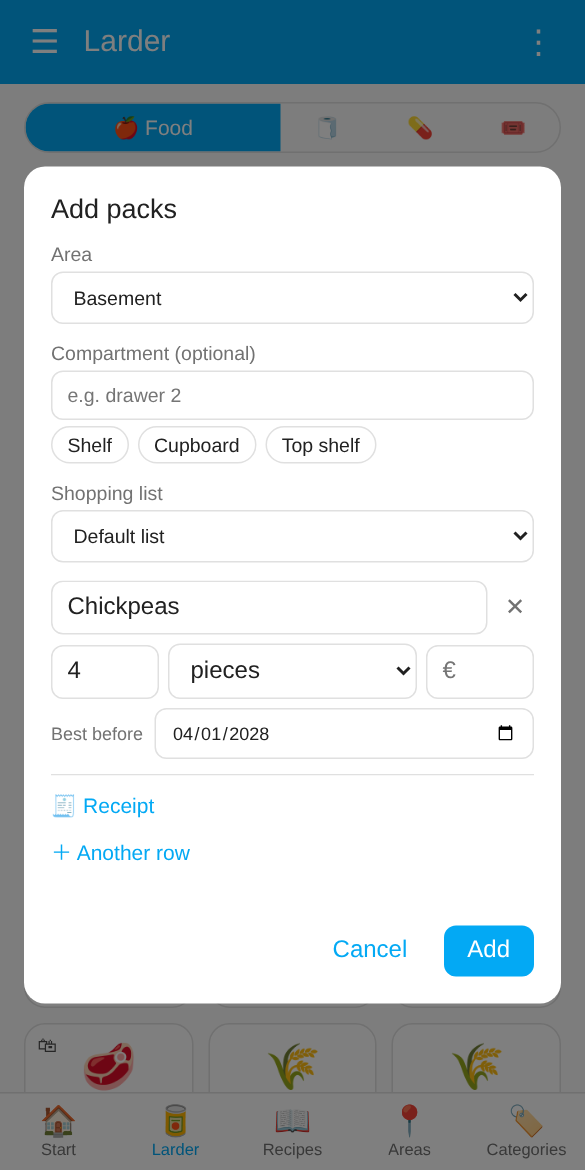 Larder
Food
Add packs
Area
Basement
Compartment (optional)
e.g. drawer 2
Shelf Cupboard Top shelf
Shopping list
Default list
Chickpeas
4 pieces €
Best before 04/01/2028
Receipt
+ Another row
Cancel Add
Start Larder Recipes Areas Categories